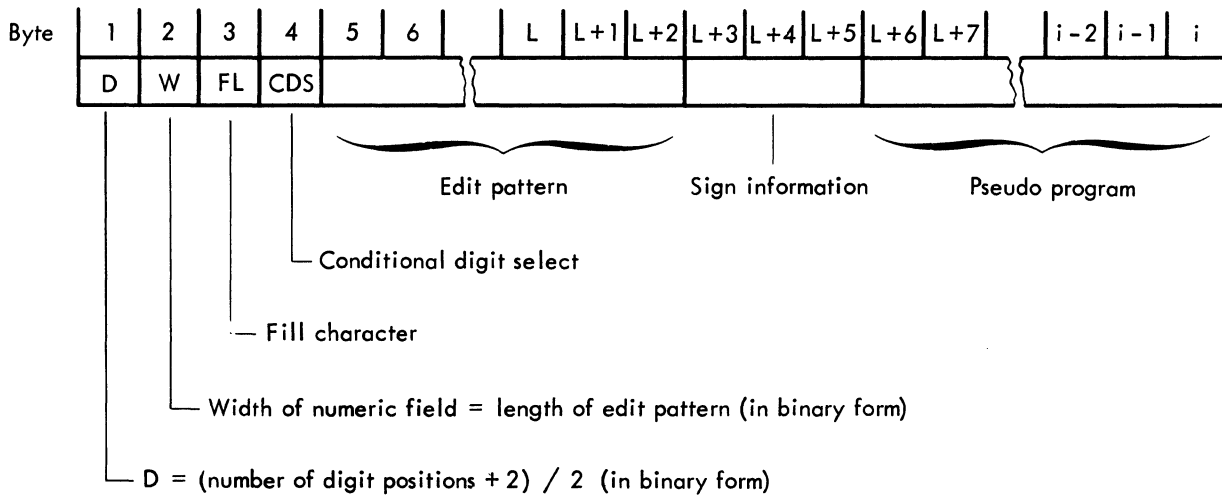 Byte 1 2 3 4 5 6 L L+1 L+2 L+3 L+4 L+5 L+6 L+7 i-2 i-1 i
D W FL CDS
Edit pattern Sign information Pseudo program
Conditional digit select
Fill character
Width of numeric field = length of edit pattern (in binary form)
D = (number of digit positions + 2) / 2 (in binary form)